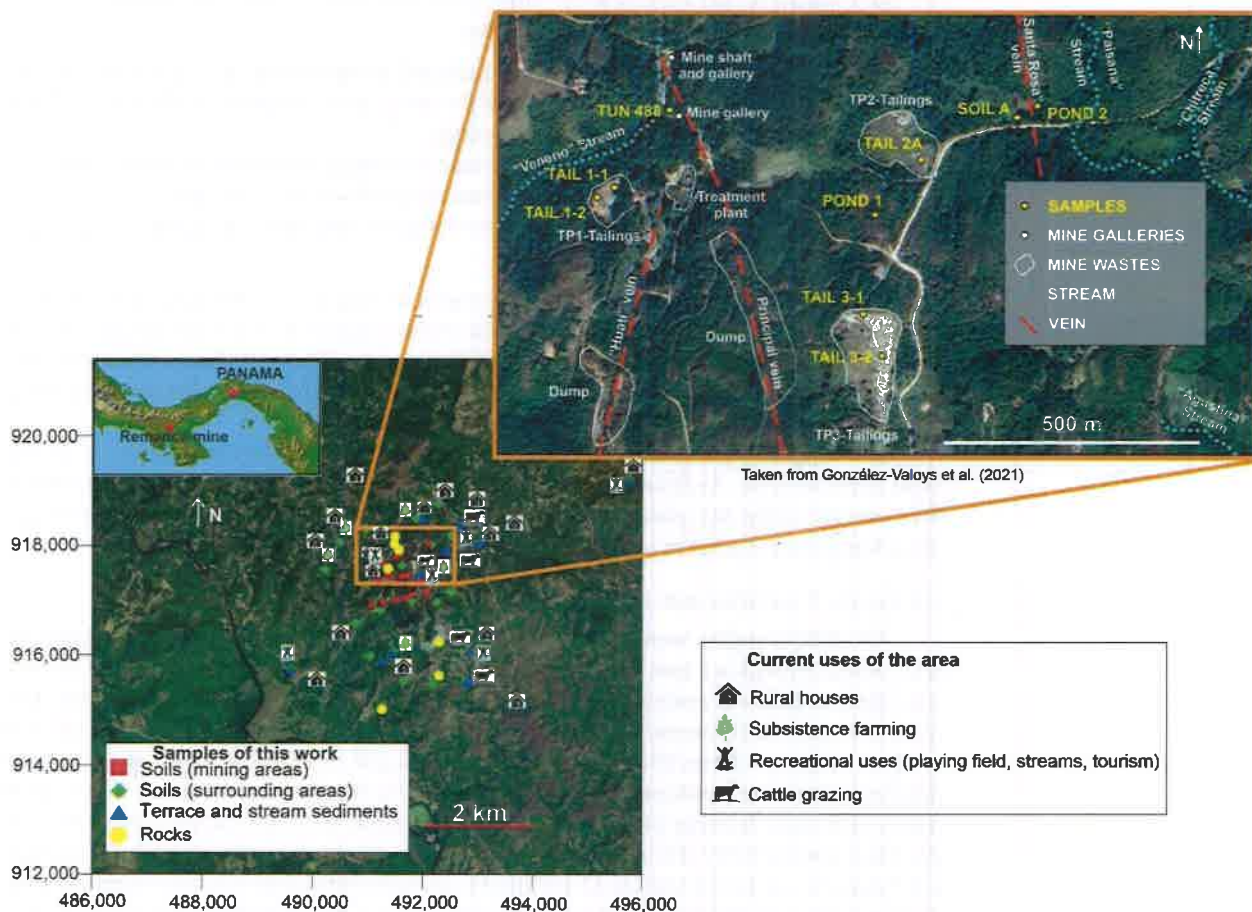 Mine shaft
and gallery
TUN 488
Mine gallery
"Veneno" Stream
TAIL 1-1
TAIL 1-2
TP1-Tailings
Treatment
plant
TP2-Tailings
TAIL 2A
POND 1
SOIL A
POND 2
Santa Rosa
vein
"Paisana"
Stream
"Chitreca"
Stream
N
SAMPLES
MINE GALLERIES
MINE WASTES
STREAM
VEIN
TAIL 3-1
TAIL 3-2
TP3-Tailings
Dump
Principal vein
Dump
vein
"Agustina"
Stream
500 m
Taken from González-Valoys et al. (2021)
PANAMA
Remance mine
N
920,000
918,000
916,000
914,000
912,000
486,000
488,000
490,000
492,000
494,000
496,000
Samples of this work
Soils (mining areas)
Soils (surrounding areas)
Terrace and stream sediments
Rocks
2 km
Current uses of the area
Rural houses
Subsistence farming
Recreational uses (playing field, streams, tourism)
Cattle grazing